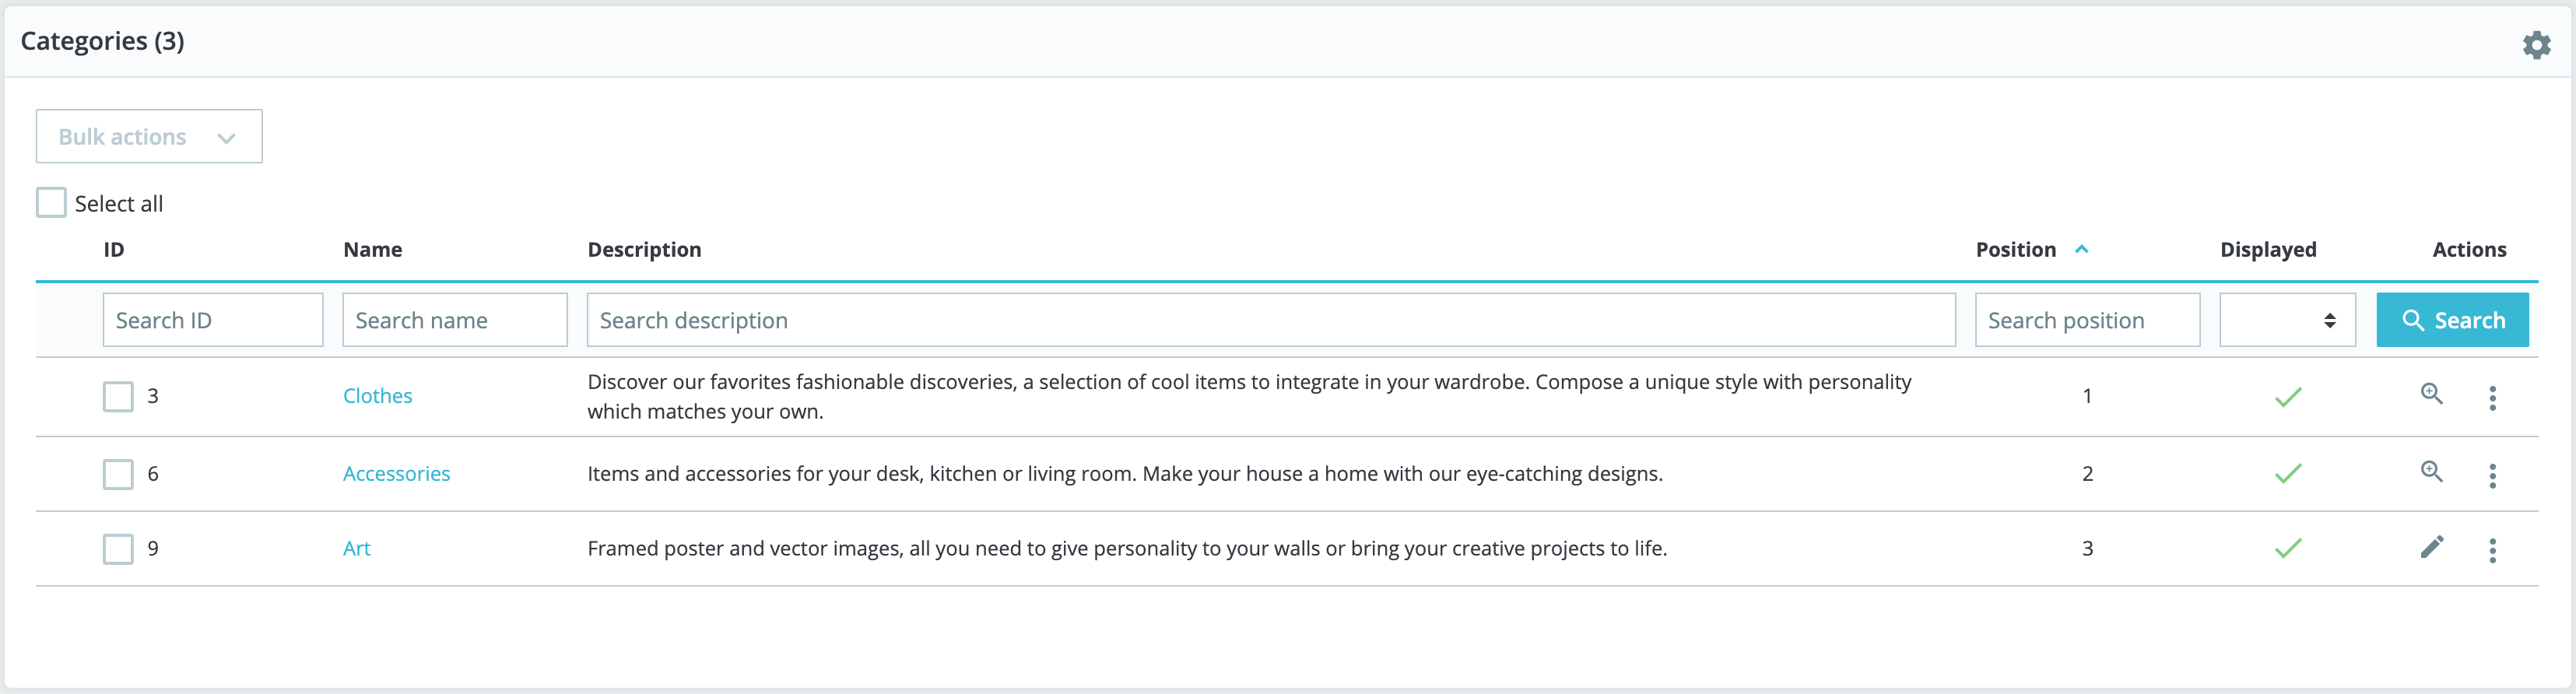 Categories (3)
Bulk actions
Select all
ID Name Description Position Displayed Actions
Search ID Search name Search description Search position Search
3 Clothes Discover our favorites fashionable discoveries, a selection of cool items to integrate in your wardrobe. Compose a unique style with personality 1
which matches your own.
6 Accessories Items and accessories for your desk, kitchen or living room. Make your house a home with our eye-catching designs. 2
9 Art Framed poster and vector images, all you need to give personality to your walls or bring your creative projects to life. 3